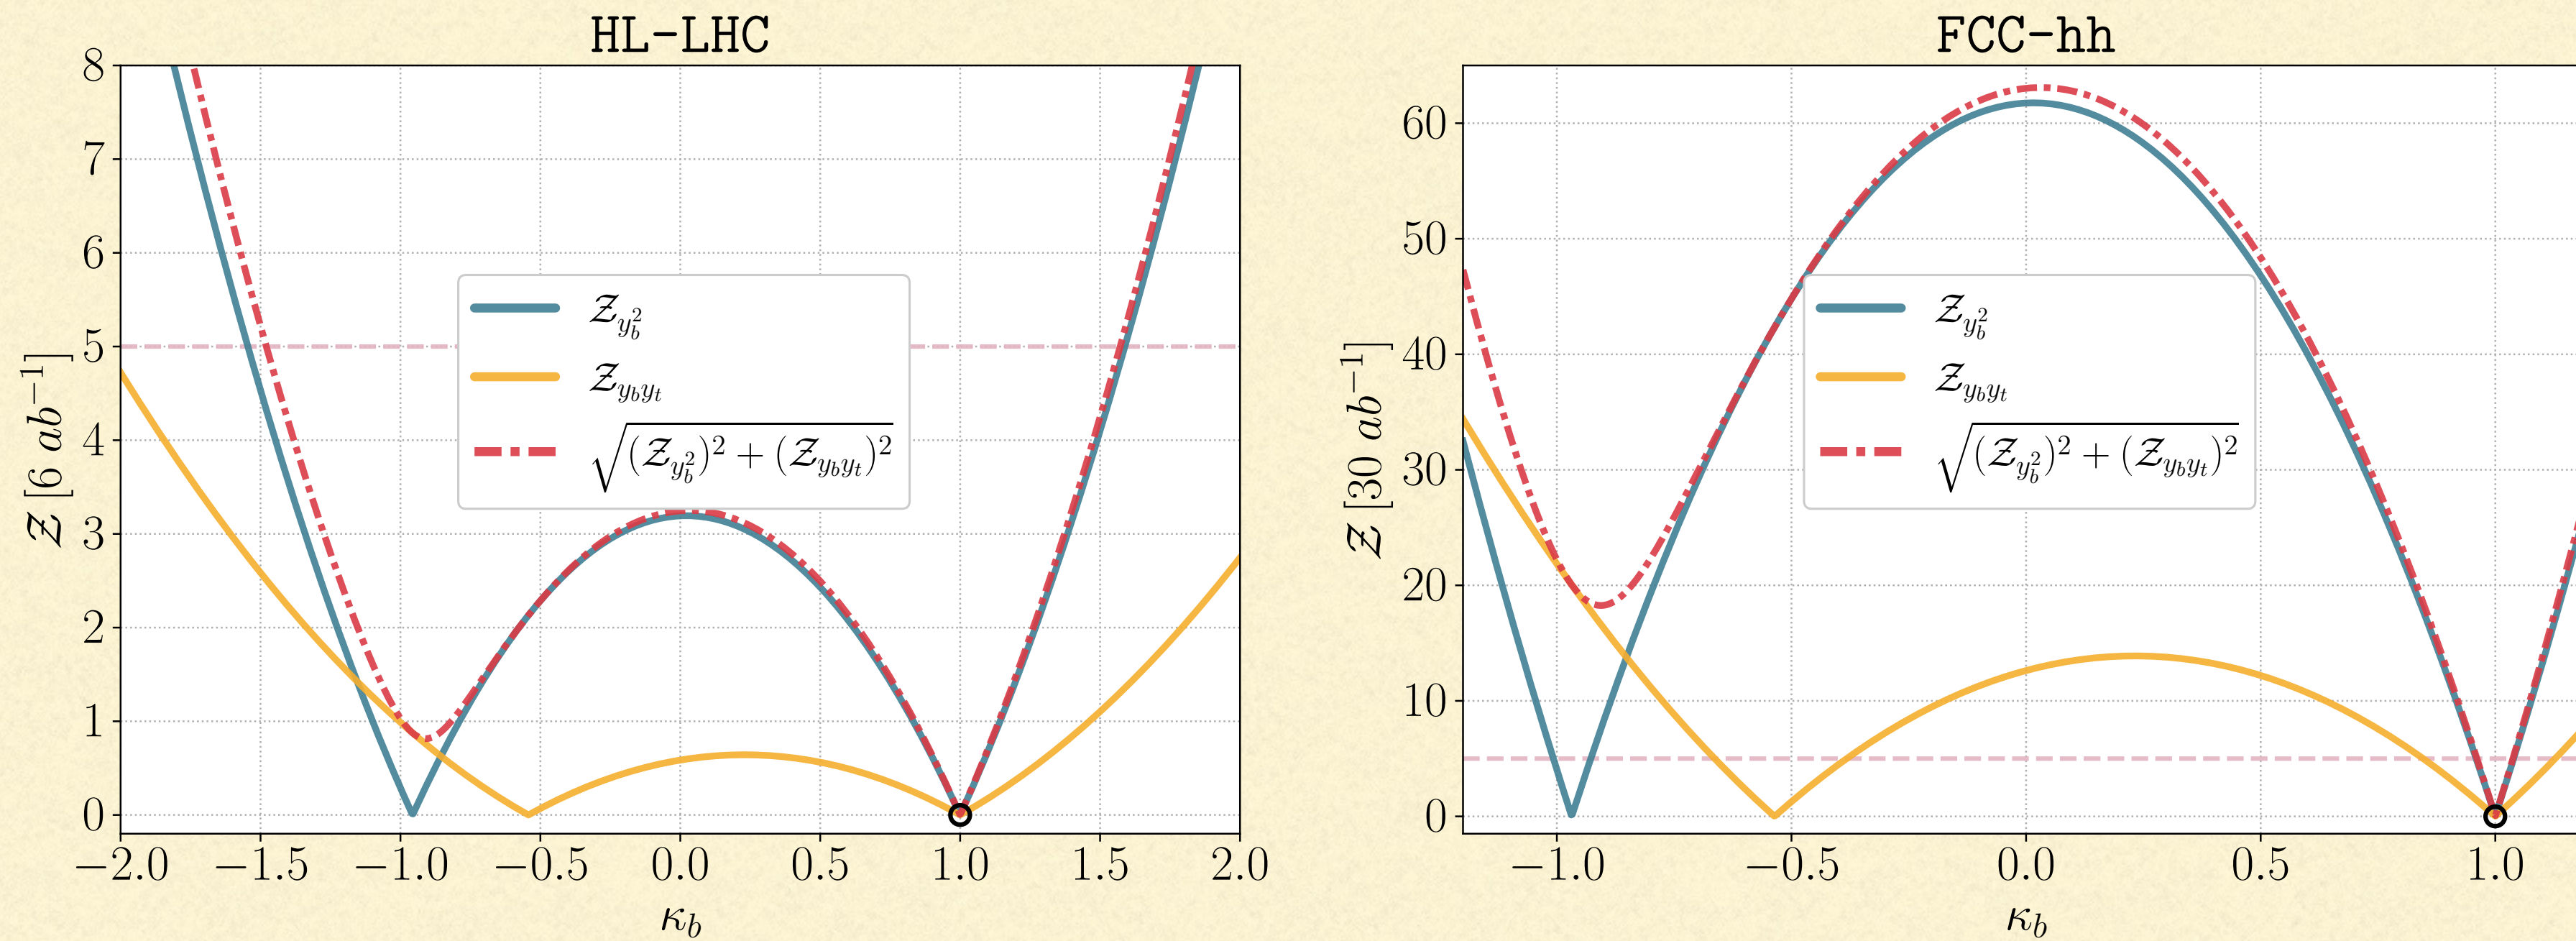 HL-LHC
8
7
6
5
4
3
2
1
0
𝒵 [6 ab⁻¹]
𝒵_{y_b^2}
𝒵_{y_b y_t}
√((𝒵_{y_b^2})² + (𝒵_{y_b y_t})²)
−2.0 −1.5 −1.0 −0.5 0.0 0.5 1.0 1.5 2.0
κ_b
FCC-hh
60
50
40
30
20
10
0
𝒵 [30 ab⁻¹]
𝒵_{y_b^2}
𝒵_{y_b y_t}
√((𝒵_{y_b^2})² + (𝒵_{y_b y_t})²)
−1.0 −0.5 0.0 0.5 1.0
κ_b